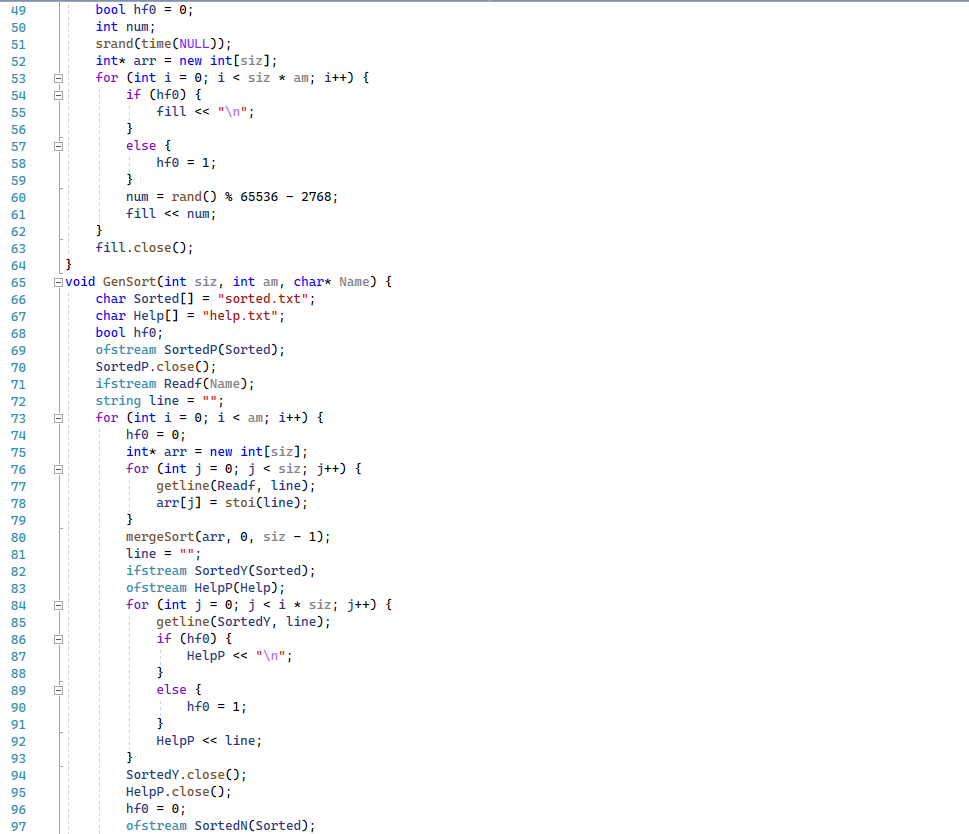 49 bool hf0 = 0;
50 int num;
51 srand(time(NULL));
52 int* arr = new int[siz];
53 for (int i = 0; i < siz * am; i++) {
54 if (hf0) {
55 fill << "\n";
56 }
57 else {
58 hf0 = 1;
59 }
60 num = rand() % 65536 - 2768;
61 fill << num;
62 }
63 fill.close();
64 }
65 void GenSort(int siz, int am, char* Name) {
66 char Sorted[] = "sorted.txt";
67 char Help[] = "help.txt";
68 bool hf0;
69 ofstream SortedP(Sorted);
70 SortedP.close();
71 ifstream Readf(Name);
72 string line = "";
73 for (int i = 0; i < am; i++) {
74 hf0 = 0;
75 int* arr = new int[siz];
76 for (int j = 0; j < siz; j++) {
77 getline(Readf, line);
78 arr[j] = stoi(line);
79 }
80 mergeSort(arr, 0, siz - 1);
81 line = "";
82 ifstream SortedY(Sorted);
83 ofstream HelpP(Help);
84 for (int j = 0; j < i * siz; j++) {
85 getline(SortedY, line);
86 if (hf0) {
87 HelpP << "\n";
88 }
89 else {
90 hf0 = 1;
91 }
92 HelpP << line;
93 }
94 SortedY.close();
95 HelpP.close();
96 hf0 = 0;
97 ofstream SortedN(Sorted);